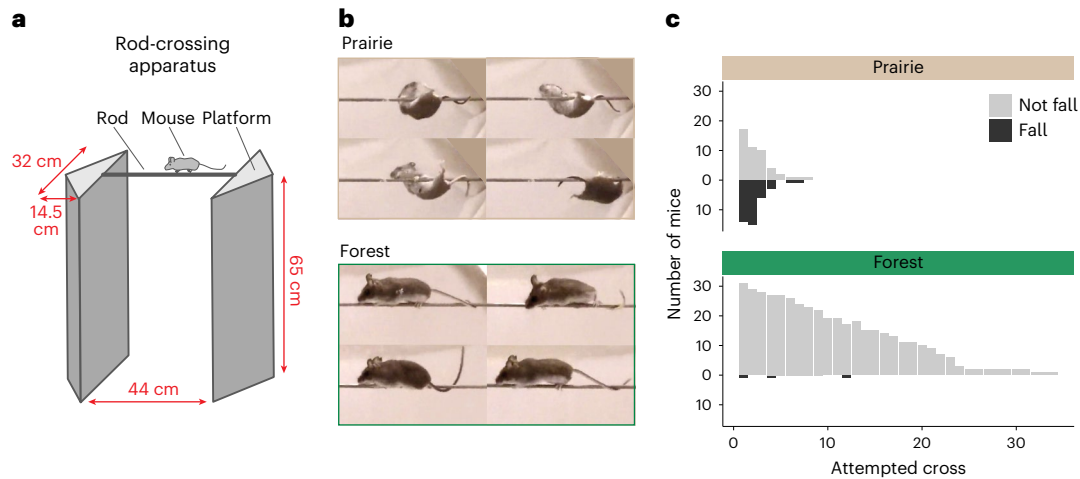 a
Rod-crossing
apparatus
Rod Mouse Platform
32 cm
14.5
cm
65 cm
44 cm
b
Prairie
Forest
c
Prairie
Not fall
Fall
30
20
10
0
10
Number of mice
Forest
30
20
10
0
10
0 10 20 30
Attempted cross